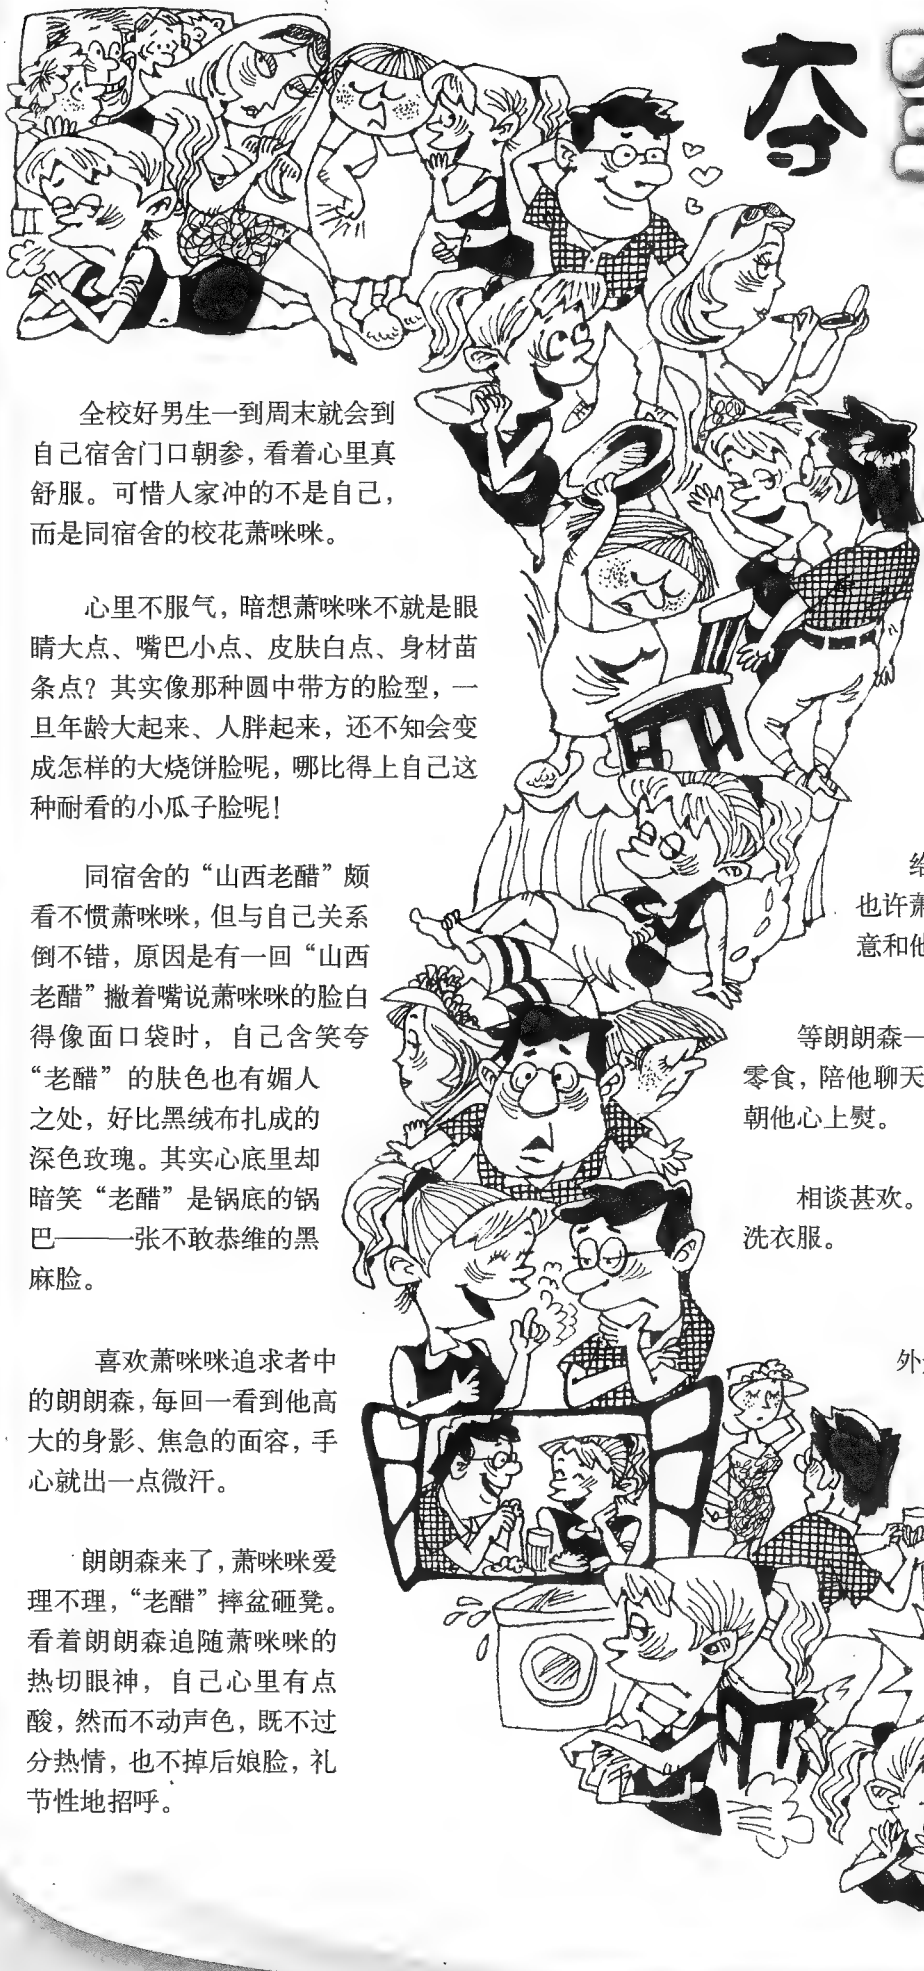 夺
全校好男生一到周末就会到
自己宿舍门口朝参，看着心里真
舒服。可惜人家冲的不是自己，
而是同宿舍的校花萧咪咪。
心里不服气，暗想萧咪咪不就是眼
睛大点、嘴巴小点、皮肤白点、身材苗
条点？其实像那种圆中带方的脸型，一
旦年龄大起来、人胖起来，还不知会变
成怎样的大烧饼脸呢，哪比得上自己这
种耐看的小瓜子脸呢！
同宿舍的“山西老醋”颇
看不惯萧咪咪，但与自己关系
倒不错，原因是有一回“山西
老醋”撇着嘴说萧咪咪的脸白
得像面口袋时，自己含笑夸
“老醋”的肤色也有媚人
之处，好比黑绒布扎成的
深色玫瑰。其实心底里却
暗笑“老醋”是锅底的锅
巴——一张不敢恭维的黑
麻脸。
喜欢萧咪咪追求者中
的朗朗森，每回一看到他高
大的身影、焦急的面容，手
心就出一点微汗。
朗朗森来了，萧咪咪爱
理不理，“老醋”摔盆砸凳。
看着朗朗森追随萧咪咪的
热切眼神，自己心里有点
酸，然而不动声色，既不过
分热情，也不掉后娘脸，礼
节性地招呼。
给
也许萧
意和他
等朗朗森一
零食，陪他聊天
朝他心上熨。
相谈甚欢。
洗衣服。
外